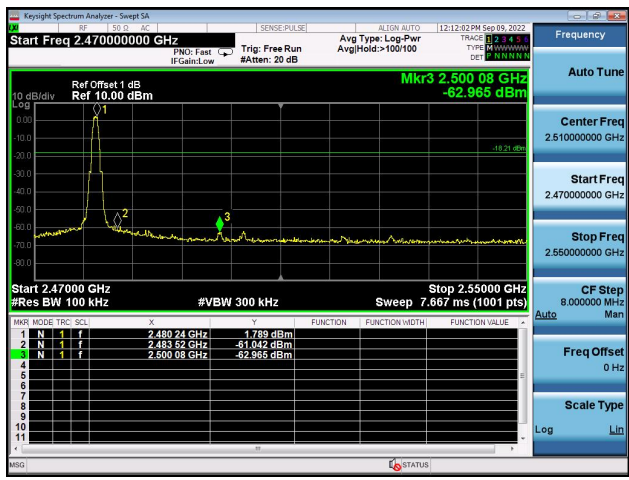 Keysight Spectrum Analyzer - Swept SA
RF 50 Ω AC SENSE:PULSE ALIGN AUTO 12:12:02 PM Sep 09, 2022
Start Freq 2.470000000 GHz
PNO: Fast
IFGain:Low
Trig: Free Run
#Atten: 20 dB
Avg Type: Log-Pwr
Avg|Hold:>100/100
TRACE 1 2 3 4 5 6
TYPE M W W W W W
DET P N N N N N
Ref Offset 1 dB
10 dB/div Ref 10.00 dBm
Log
Mkr3 2.500 08 GHz
-62.965 dBm
1
0.00
-10.0
-18.21 dBm
-20.0
-30.0
-40.0
-50.0
2
3
-60.0
-70.0
-80.0
Start 2.47000 GHz Stop 2.55000 GHz
#Res BW 100 kHz #VBW 300 kHz Sweep 7.667 ms (1001 pts)
MKR MODE TRC SCL X Y FUNCTION FUNCTION WIDTH FUNCTION VALUE
1 N 1 f 2.480 24 GHz 1.789 dBm
2 N 1 f 2.483 52 GHz -61.042 dBm
3 N 1 f 2.500 08 GHz -62.965 dBm
4
5
6
7
8
9
10
11
MSG STATUS
Frequency
Auto Tune
Center Freq
2.510000000 GHz
Start Freq
2.470000000 GHz
Stop Freq
2.550000000 GHz
CF Step
8.000000 MHz
Auto Man
Freq Offset
0 Hz
Scale Type
Log Lin